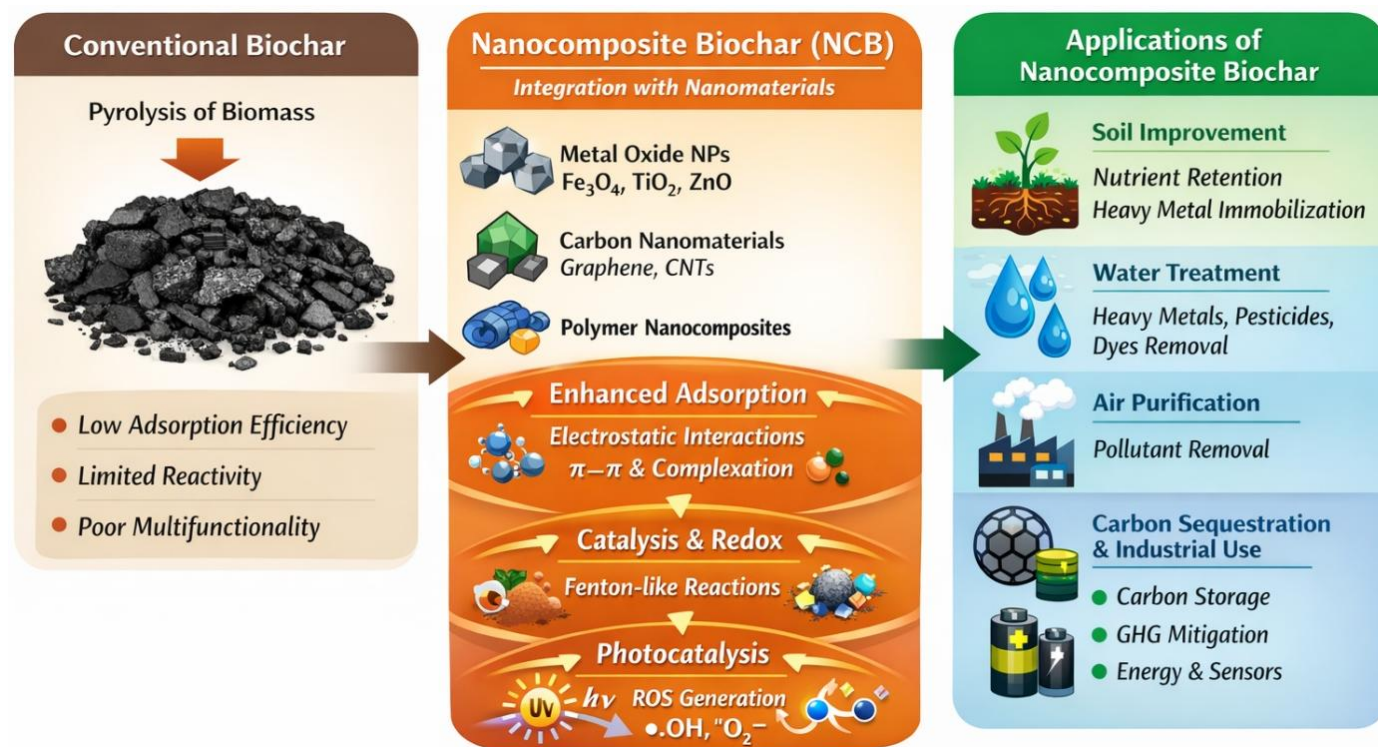 Conventional Biochar
Pyrolysis of Biomass
Low Adsorption Efficiency
Limited Reactivity
Poor Multifunctionality
Nanocomposite Biochar (NCB)
Integration with Nanomaterials
Metal Oxide NPs
Fe₃O₄, TiO₂, ZnO
Carbon Nanomaterials
Graphene, CNTs
Polymer Nanocomposites
Enhanced Adsorption
Electrostatic Interactions
π–π & Complexation
Catalysis & Redox
Fenton-like Reactions
Photocatalysis
UV
hν
ROS Generation
•.OH, "O₂⁻
Applications of
Nanocomposite Biochar
Soil Improvement
Nutrient Retention
Heavy Metal Immobilization
Water Treatment
Heavy Metals, Pesticides,
Dyes Removal
Air Purification
Pollutant Removal
Carbon Sequestration
& Industrial Use
Carbon Storage
GHG Mitigation
Energy & Sensors